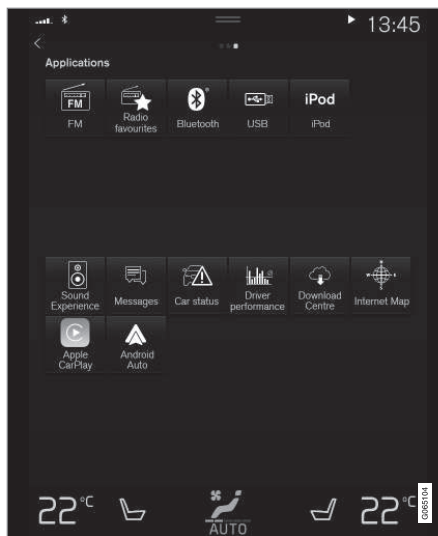 13:45
Applications
FM
FM
Radio
favourites
Bluetooth
USB
iPod
iPod
Sound
Experience
Messages
Car status
Driver
performance
Download
Centre
Internet Map
Apple
CarPlay
Android
Auto
22°C
AUTO
22°C
G065104